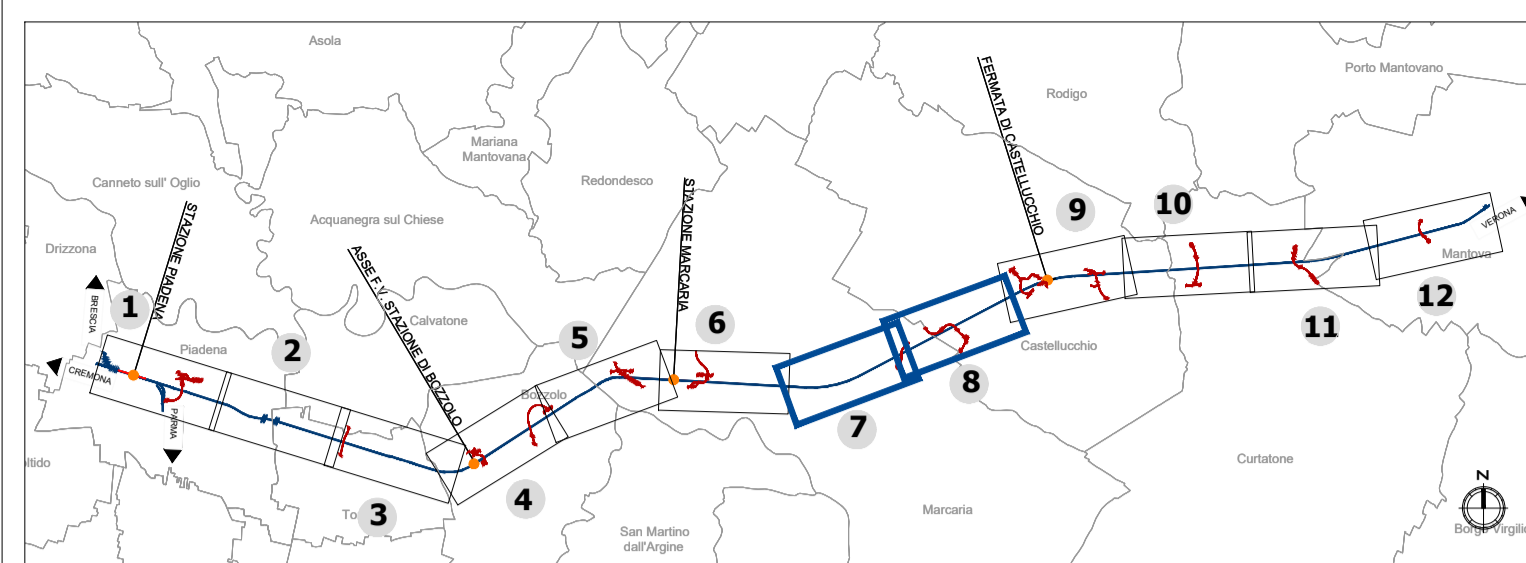 Asola
Porto Mantovano
Rodigo
FERMATA DI CASTELLUCCHIO
Mariana
Mantovana
Canneto sull' Oglio
Redondesco
STAZIONE MARCARIA
9
10
Acquanegra sul Chiese
STAZIONE PIADENA
VERONA
Drizzona
ASSE F.V. STAZIONE DI BOZZOLO
Mantova
BRESCIA
1
12
Calvatone
6
11
Piadena
2
5
Castellucchio
CREMONA
8
Bozzolo
PARMA
7
Curtatone
ltido
N
4
To
3
Marcaria
San Martino
dall'Argine
Borgo Virgilio